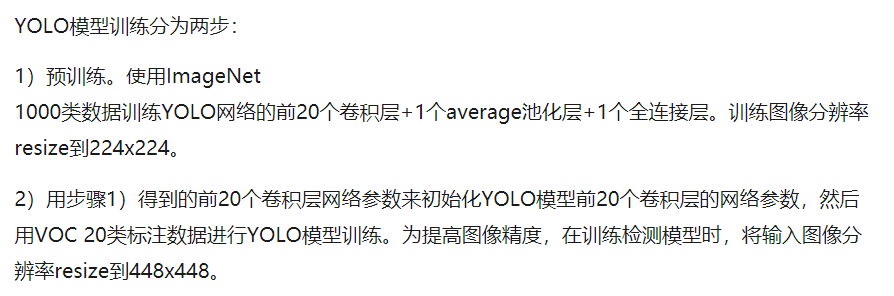 YOLO模型训练分为两步：
1）预训练。使用ImageNet
1000类数据训练YOLO网络的前20个卷积层+1个average池化层+1个全连接层。训练图像分辨率
resize到224x224。
2）用步骤1）得到的前20个卷积层网络参数来初始化YOLO模型前20个卷积层的网络参数，然后
用VOC 20类标注数据进行YOLO模型训练。为提高图像精度，在训练检测模型时，将输入图像分
辨率resize到448x448。